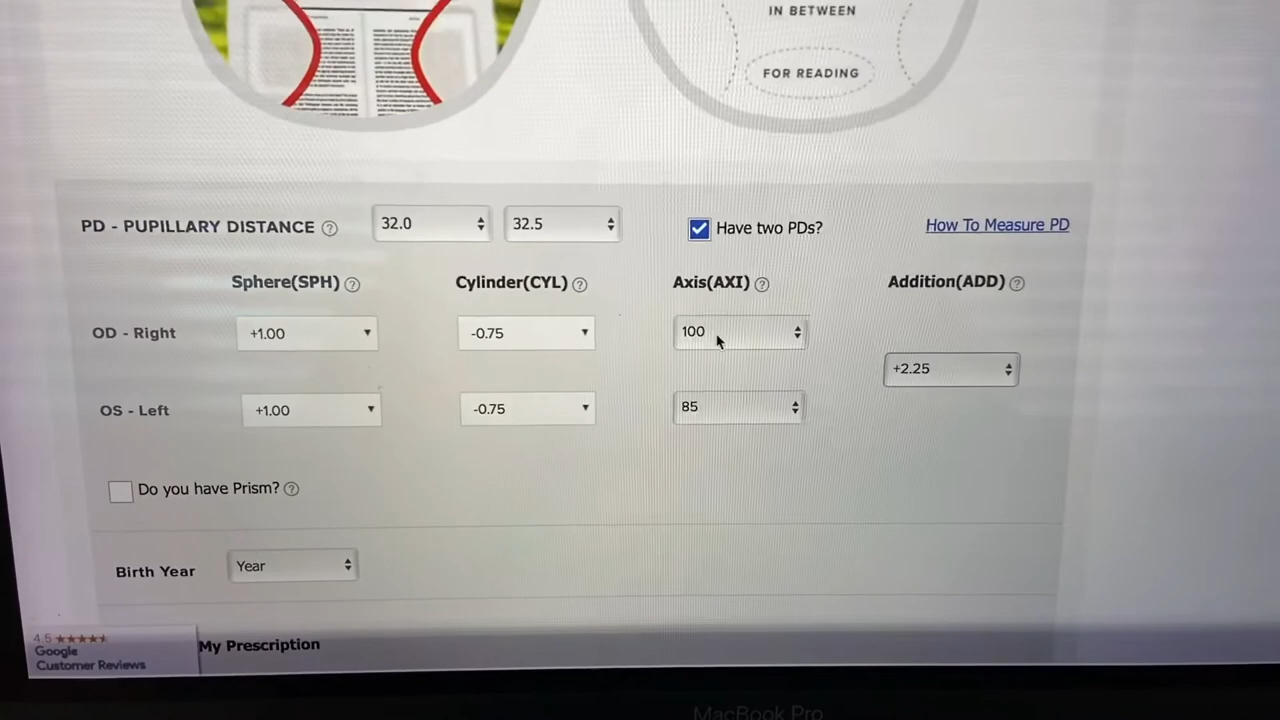 IN BETWEEN
FOR READING
PD - PUPILLARY DISTANCE ? 32.0 32.5 Have two PDs? How To Measure PD
Sphere(SPH) ? Cylinder(CYL) ? Axis(AXI) ? Addition(ADD) ?
OD - Right +1.00 -0.75 100
+2.25
OS - Left +1.00 -0.75 85
Do you have Prism? ?
Birth Year Year
4.5
Google
Customer Reviews
My Prescription
MacBook Pro